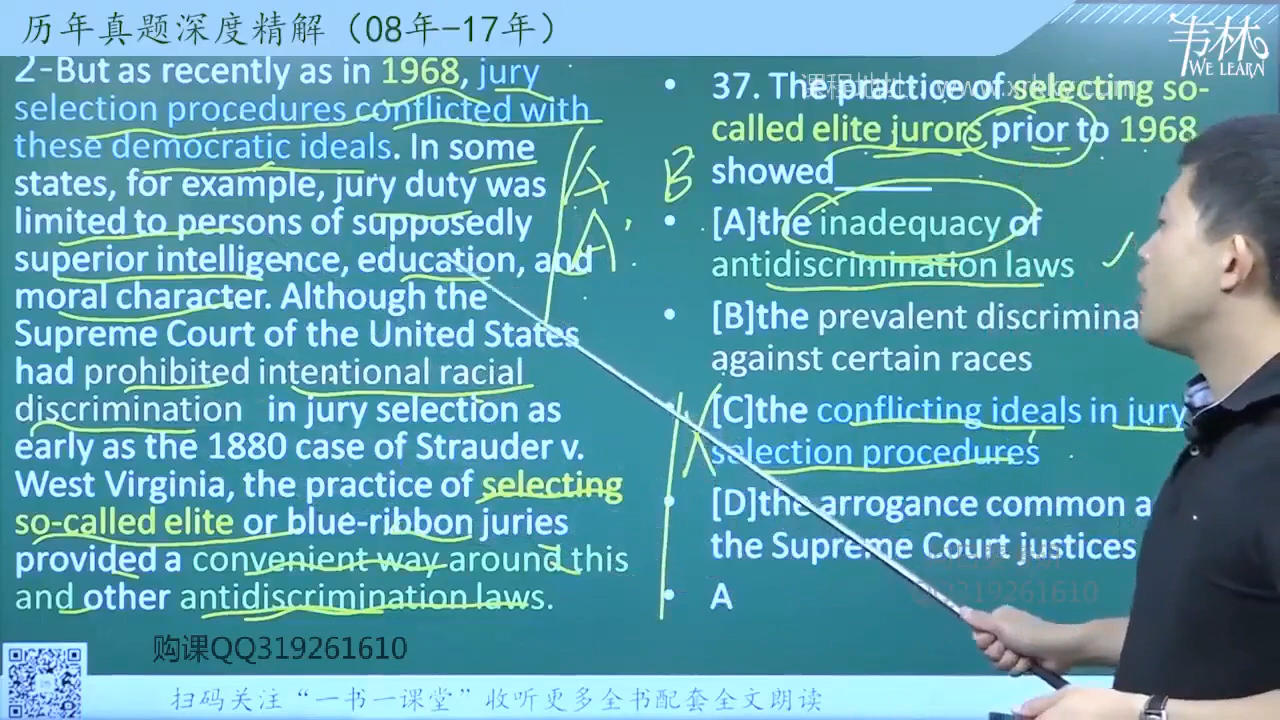 历年真题深度精解（08年-17年）
韦林
WE LEARN
2-But as recently as in 1968, jury
selection procedures conflicted with
these democratic ideals. In some
states, for example, jury duty was
limited to persons of supposedly
superior intelligence, education, and
moral character. Although the
Supreme Court of the United States
had prohibited intentional racial
discrimination in jury selection as
early as the 1880 case of Strauder v.
West Virginia, the practice of selecting
so-called elite or blue-ribbon juries
provided a convenient way around this
and other antidiscrimination laws.
A
A'
B
• 37. The practice of selecting so-
called elite jurors prior to 1968
showed______
• [A]the inadequacy of
antidiscrimination laws
• [B]the prevalent discrimina
against certain races
[C]the conflicting ideals in jury
selection procedures
• [D]the arrogance common a
the Supreme Court justices
• A
QQ319261610
购课QQ319261610
扫码关注“一书一课堂”收听更多全书配套全文朗读